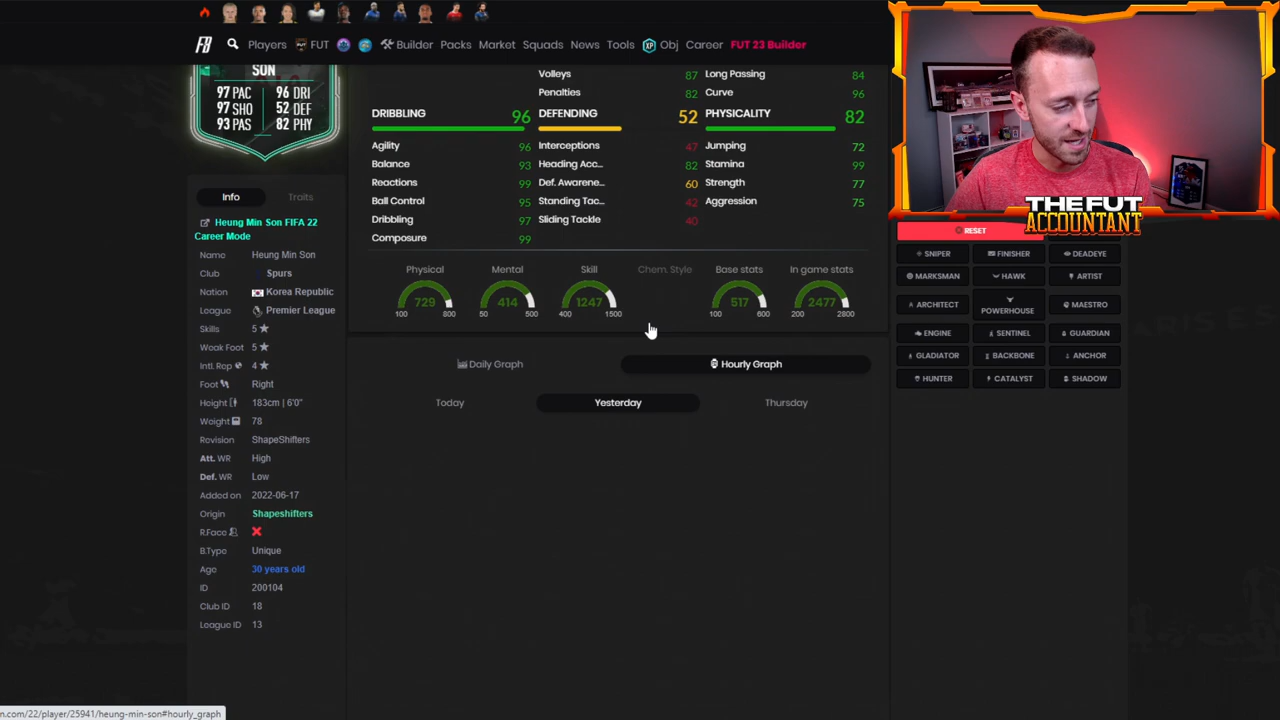 F8
Players
FUT
Builder
Packs
Market
Squads
News
Tools
XP Obj
Career
FUT 23 Builder
SON
97 PAC 96 DRI
97 SHO 52 DEF
93 PAS 82 PHY
Info
Traits
Heung Min Son FIFA 22
Career Mode
Name Heung Min Son
Club Spurs
Nation Korea Republic
League Premier League
Skills 5
Weak Foot 5
Intl. Rep 4
Foot Right
Height 183cm | 6'0"
Weight 78
Revision ShapeShifters
Att. WR High
Def. WR Low
Added on 2022-06-17
Origin Shapeshifters
R.Face
B.Type Unique
Age 30 years old
ID 200104
Club ID 18
League ID 13
Volleys 87
Penalties 82
Long Passing 84
Curve 96
DRIBBLING 96
Agility 96
Balance 93
Reactions 99
Ball Control 95
Dribbling 97
Composure 99
DEFENDING 52
Interceptions 47
Heading Acc... 82
Def. Awarene... 60
Standing Tac... 42
Sliding Tackle 40
PHYSICALITY 82
Jumping 72
Stamina 99
Strength 77
Aggression 75
Physical 729 100 800
Mental 414 50 500
Skill 1247 400 1500
Chem. Style
Base stats 517 100 600
In game stats 2477 200 2800
Daily Graph
Hourly Graph
Today
Yesterday
Thursday
THE FUT
ACCOUNTANT
RESET
SNIPER
FINISHER
DEADEYE
MARKSMAN
HAWK
ARTIST
ARCHITECT
POWERHOUSE
MAESTRO
ENGINE
SENTINEL
GUARDIAN
GLADIATOR
BACKBONE
ANCHOR
HUNTER
CATALYST
SHADOW
n.com/22/player/25941/heung-min-son#hourly_graph